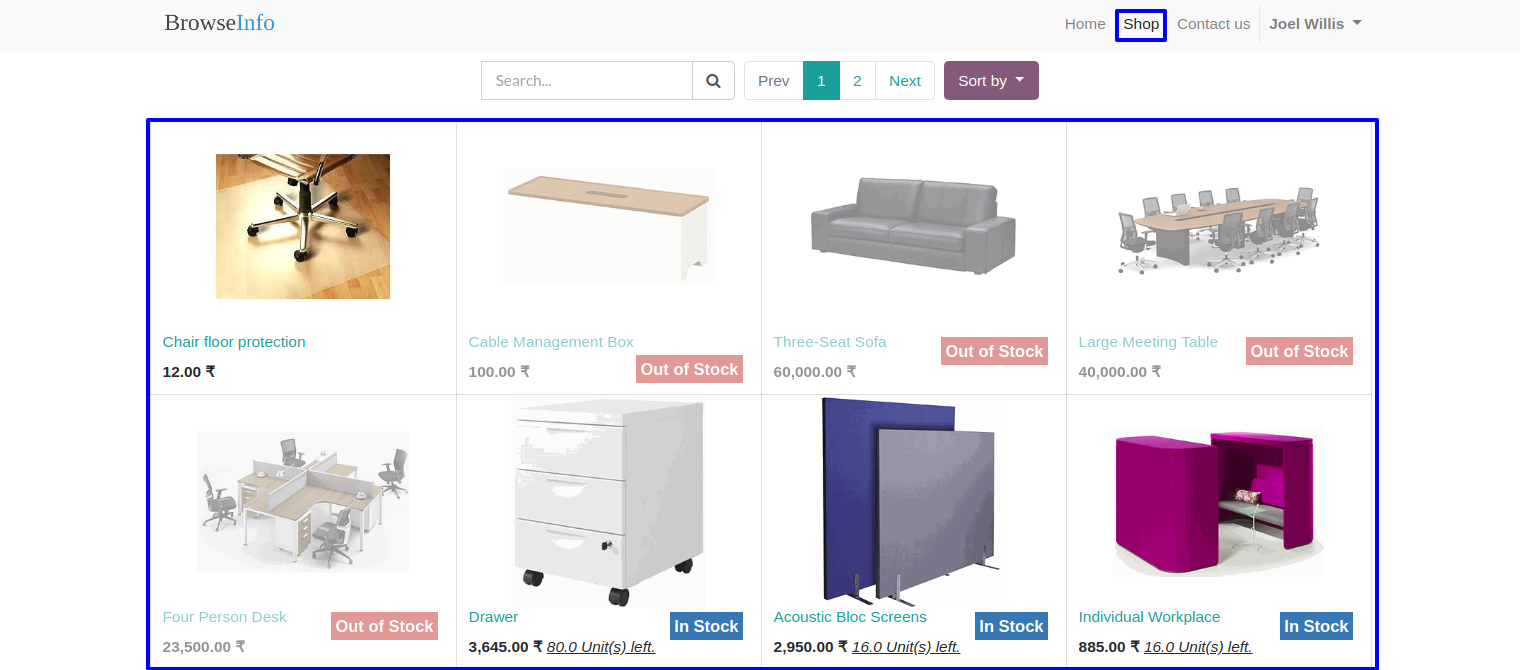 BrowseInfo
Home Shop Contact us Joel Willis
Search...
Prev 1 2 Next
Sort by
Chair floor protection
12.00 ₹
Cable Management Box
100.00 ₹
Out of Stock
Three-Seat Sofa
60,000.00 ₹
Out of Stock
Large Meeting Table
40,000.00 ₹
Out of Stock
Four Person Desk
23,500.00 ₹
Out of Stock
Drawer
In Stock
3,645.00 ₹ 80.0 Unit(s) left.
Acoustic Bloc Screens
In Stock
2,950.00 ₹ 16.0 Unit(s) left.
Individual Workplace
In Stock
885.00 ₹ 16.0 Unit(s) left.